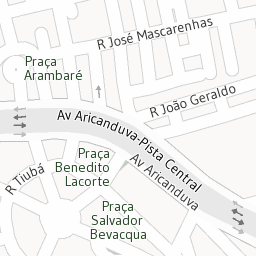 R José Mascarenhas
Praça
Arambaré
R João Geraldo
Av Aricanduva-Pista Central
Praça
Benedito
Lacorte
Av Aricanduva
R Tiubá
Praça
Salvador
Bevacqua